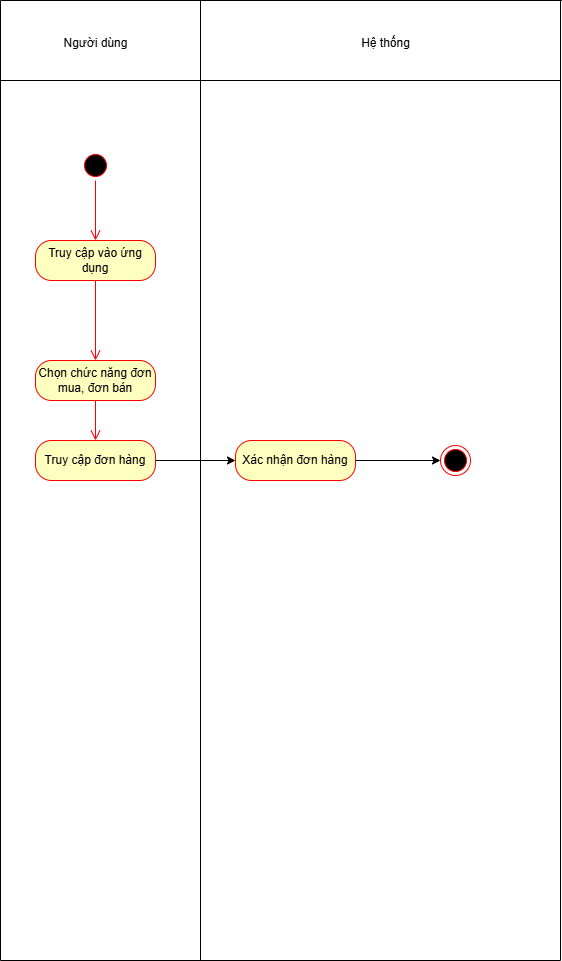 Người dùng
Hệ thống
Truy cập vào ứng
dụng
Chọn chức năng đơn
mua, đơn bán
Truy cập đơn hàng
Xác nhận đơn hàng